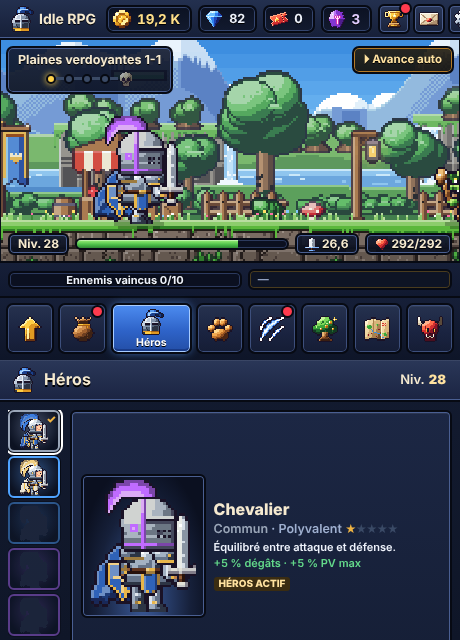 Idle RPG
19,2 K
82
0
3
Plaines verdoyantes 1-1
Avance auto
Niv. 28
26,6
292/292
Ennemis vaincus 0/10
—
Héros
Héros
Niv. 28
Chevalier
Commun · Polyvalent ★★★★★
Équilibré entre attaque et défense.
+5 % dégâts · +5 % PV max
HÉROS ACTIF